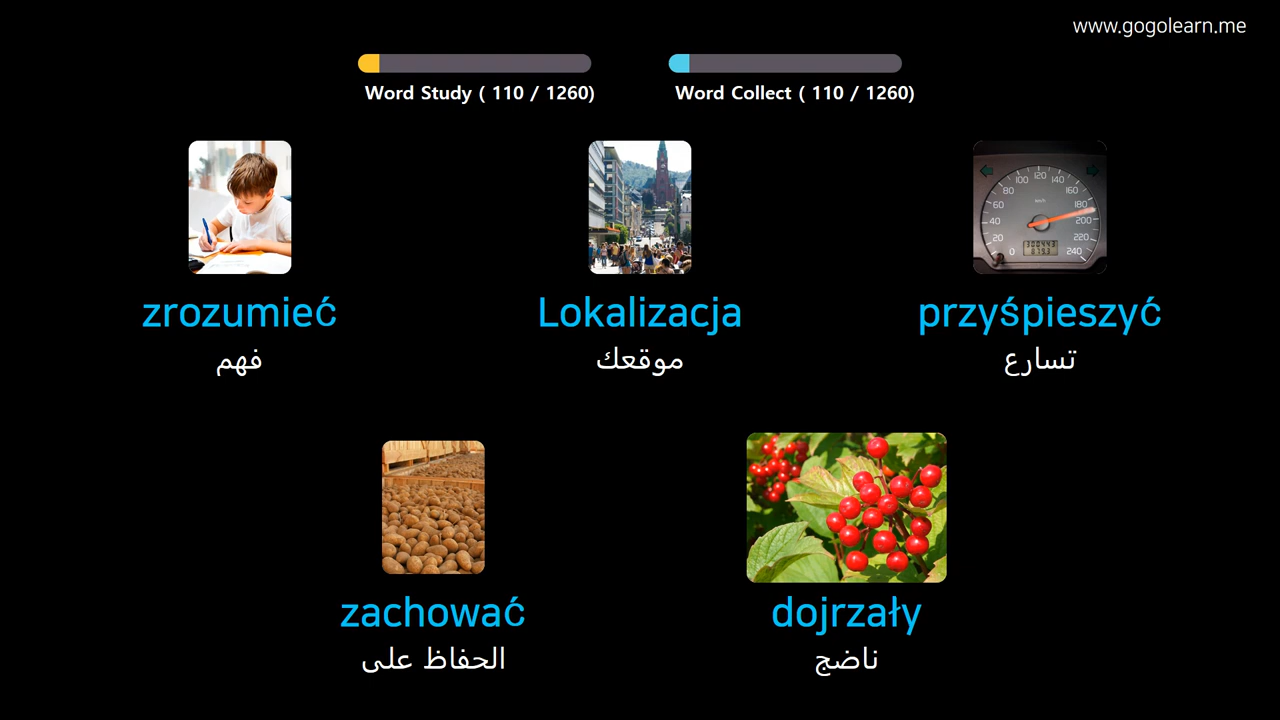 www.gogolearn.me
Word Study ( 110 / 1260)
Word Collect ( 110 / 1260)
zrozumieć
فهم
Lokalizacja
موقعك
przyśpieszyć
تسارع
zachować
الحفاظ على
dojrzały
ناضج